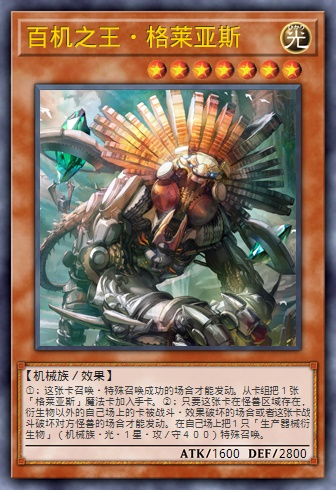 百机之王·格莱亚斯
光
【机械族／效果】
①：这张卡召唤·特殊召唤成功的场合才能发动。从卡组把１张
「格莱亚斯」魔法卡加入手卡。②：只要这张卡在怪兽区域存在，
衍生物以外的自己场上的卡被战斗·效果破坏的场合或者这张卡战
斗破坏对方怪兽的场合才能发动。在自己场上把１只「生产器械衍
生物」（机械族·光·１星·攻／守４００）特殊召唤。
ATK/1600 DEF/2800